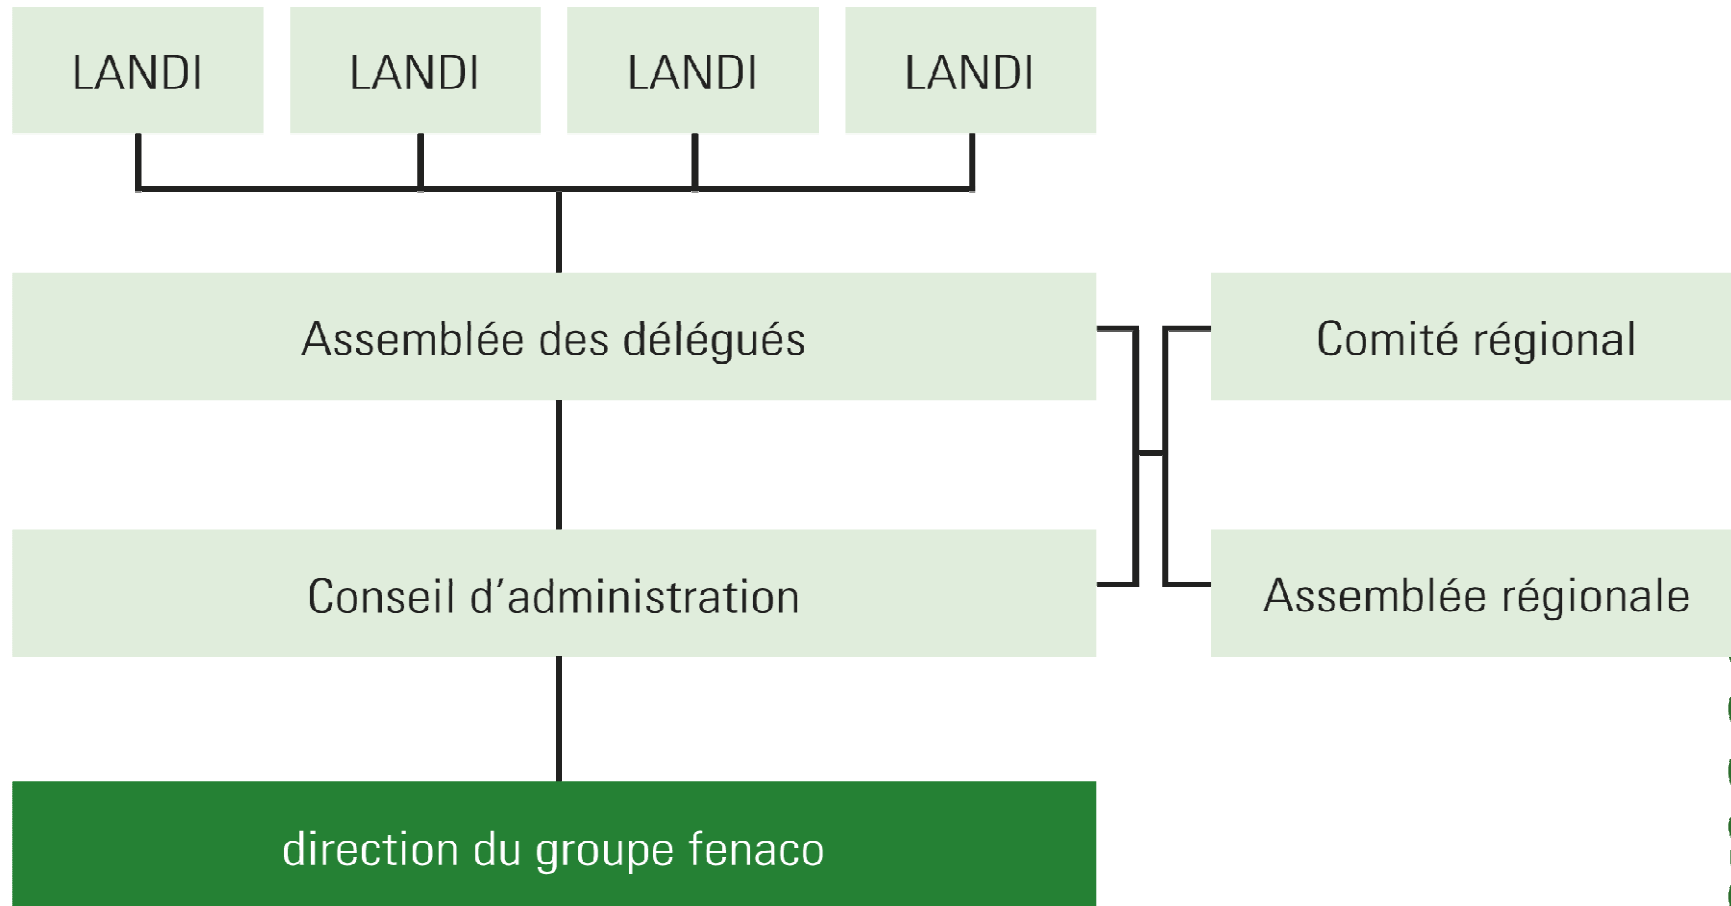 LANDI LANDI LANDI LANDI
Assemblée des délégués
Comité régional
Conseil d’administration
Assemblée régionale
direction du groupe fenaco